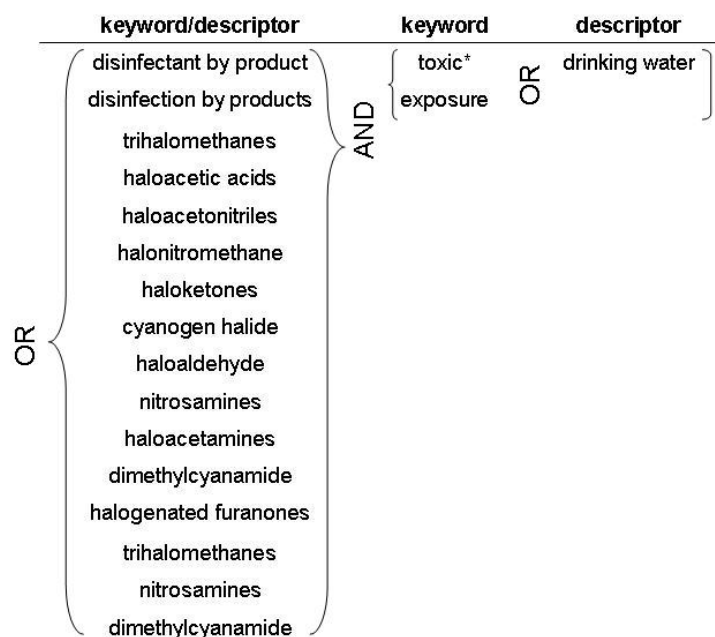 keyword/descriptor keyword descriptor
disinfectant by product toxic* drinking water
disinfection by products exposure
OR
AND
trihalomethanes
haloacetic acids
haloacetonitriles
halonitromethane
haloketones
cyanogen halide
OR
haloaldehyde
nitrosamines
haloacetamines
dimethylcyanamide
halogenated furanones
trihalomethanes
nitrosamines
dimethylcyanamide